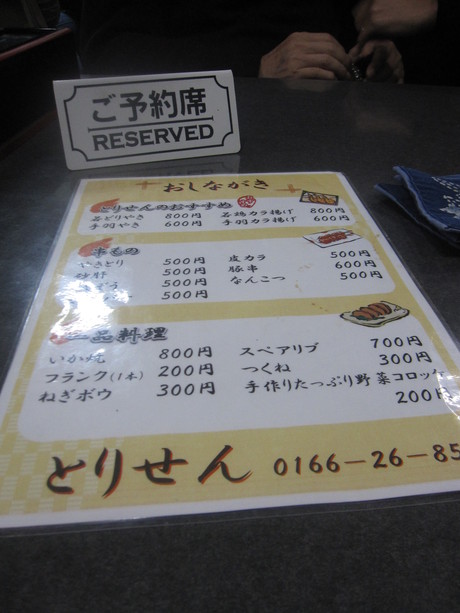 ご予約席
RESERVED
おしながき
とりせんのおすすめ
若どりやき 800円 若鶏カラ揚げ 800円
手羽やき 600円 手羽カラ揚げ 600円
串もの
やきとり 500円 皮カラ 500円
砂肝 500円 豚串 600円
500円 なんこつ 500円
500円
一品料理
いか焼 800円 スペアリブ 700円
フランク(1本) 200円 つくね 300円
ねぎボウ 300円 手作りたっぷり野菜コロッケ
200円
とりせん 0166-26-85